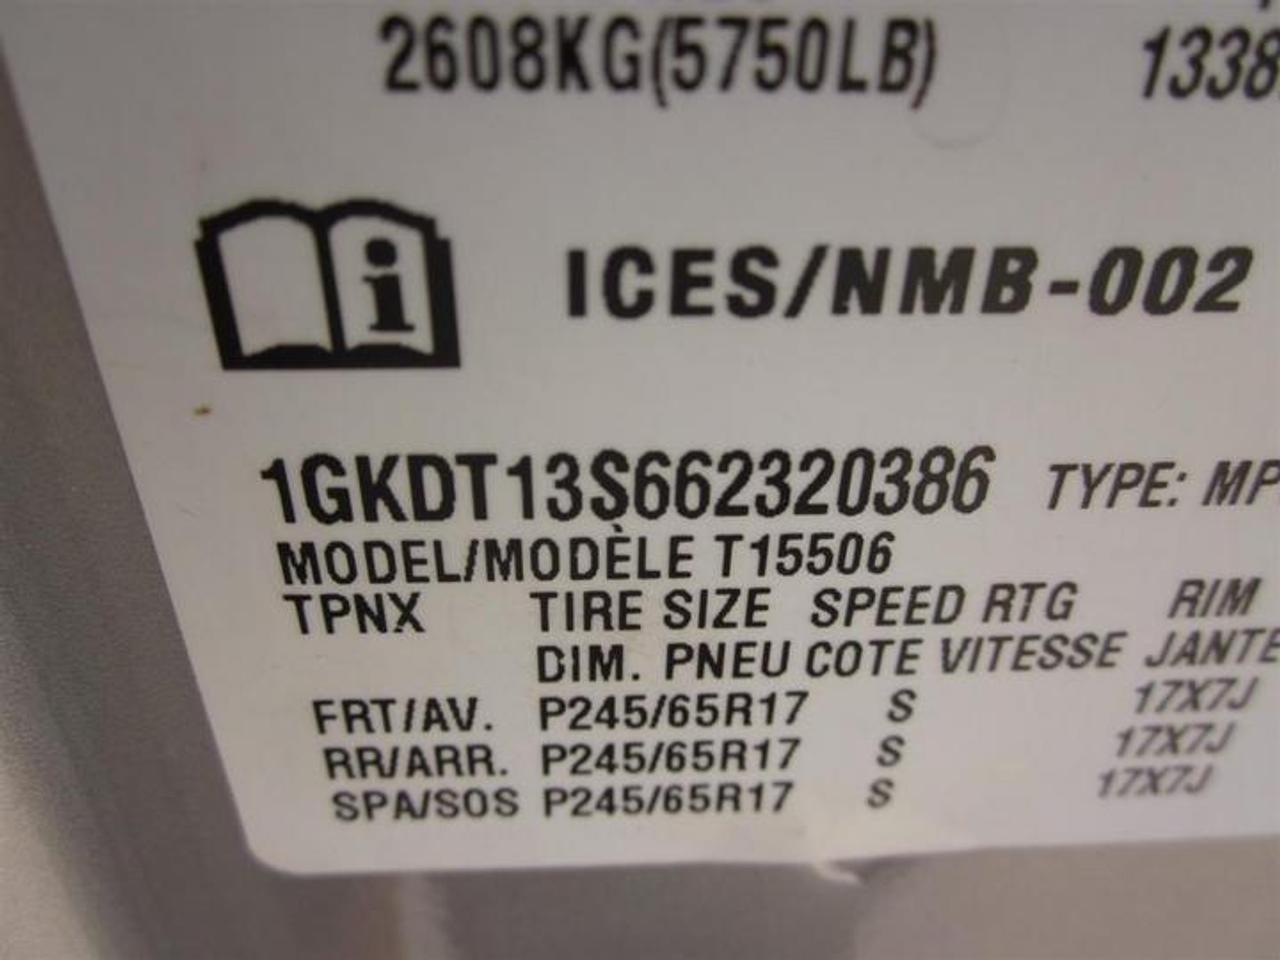 2608KG(5750LB) 1338
i
ICES/NMB-002
1GKDT13S662320386 TYPE: MP
MODEL/MODÈLE T15506
TPNX TIRE SIZE SPEED RTG RIM
DIM. PNEU COTE VITESSE JANTE
FRT/AV. P245/65R17 S 17X7J
RR/ARR. P245/65R17 S 17X7J
SPA/SOS P245/65R17 S 17X7J